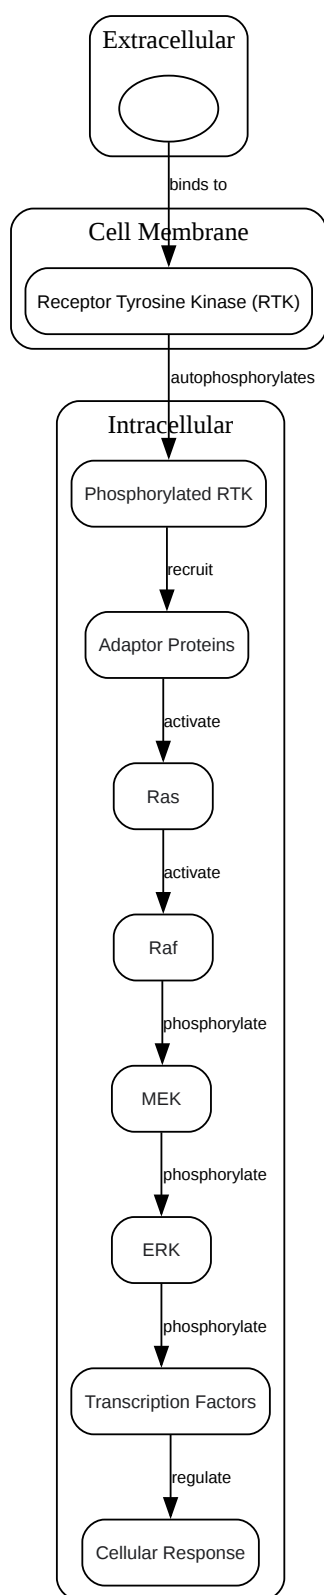 Extracellular
binds to
Cell Membrane
Receptor Tyrosine Kinase (RTK)
autophosphorylates
Intracellular
Phosphorylated RTK
recruit
Adaptor Proteins
activate
Ras
activate
Raf
phosphorylate
MEK
phosphorylate
ERK
phosphorylate
Transcription Factors
regulate
Cellular Response